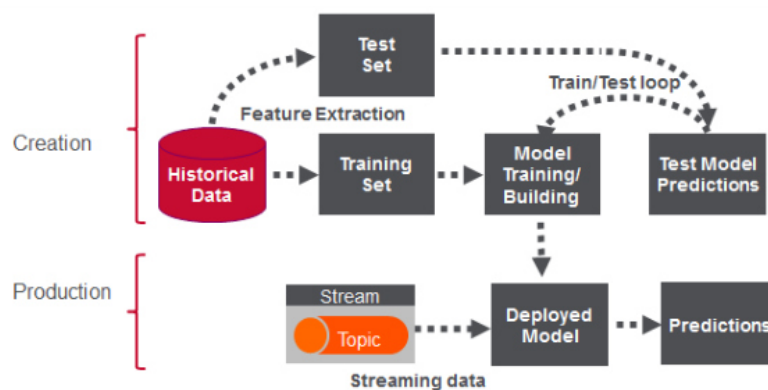 Test
Set
Train/Test loop
Feature Extraction
Creation
Historical
Data
Training
Set
Model
Training/
Building
Test Model
Predictions
Production
Stream
Topic
Deployed
Model
Predictions
Streaming data